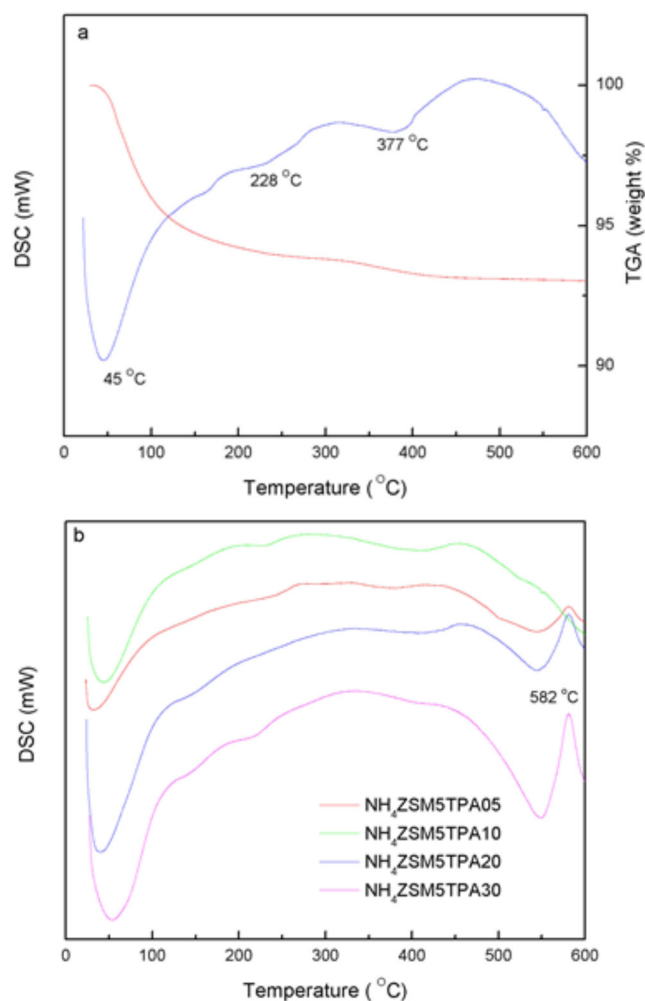 a
DSC (mW)
TGA (weight %)
100
95
90
45 °C
228 °C
377 °C
0 100 200 300 400 500 600
Temperature (°C)
b
DSC (mW)
582 °C
NH₄ZSM5TPA05
NH₄ZSM5TPA10
NH₄ZSM5TPA20
NH₄ZSM5TPA30
0 100 200 300 400 500 600
Temperature (°C)